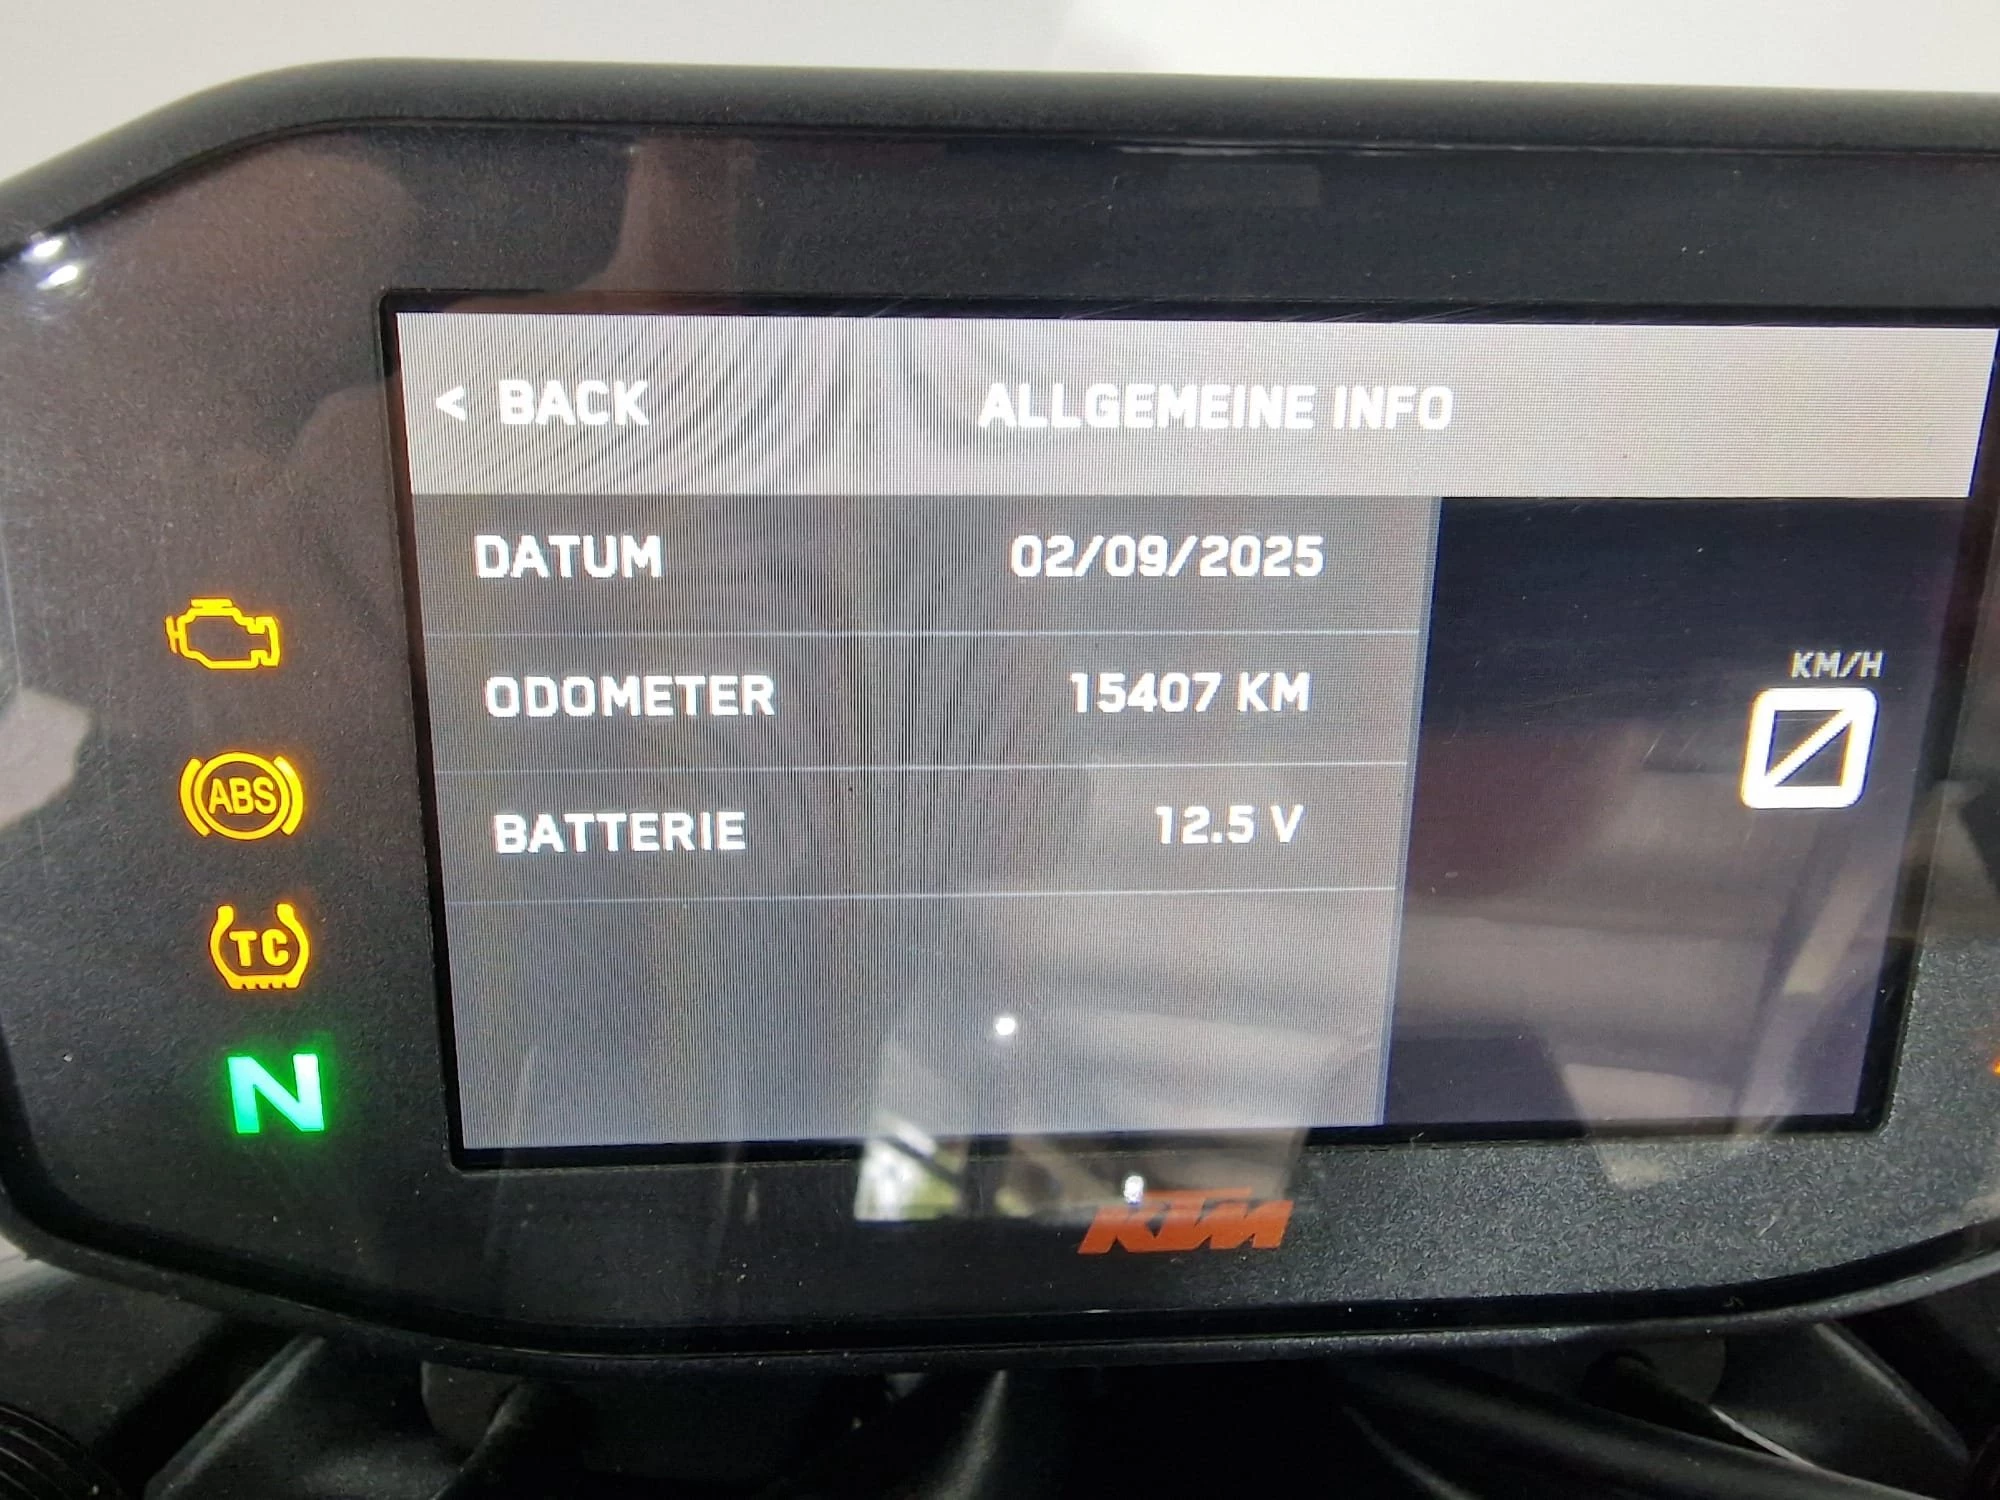 < BACK
ALLGEMEINE INFO
DATUM
02/09/2025
ODOMETER
15407 KM
BATTERIE
12.5 V
KM/H
0
ABS
TC
N
KTM